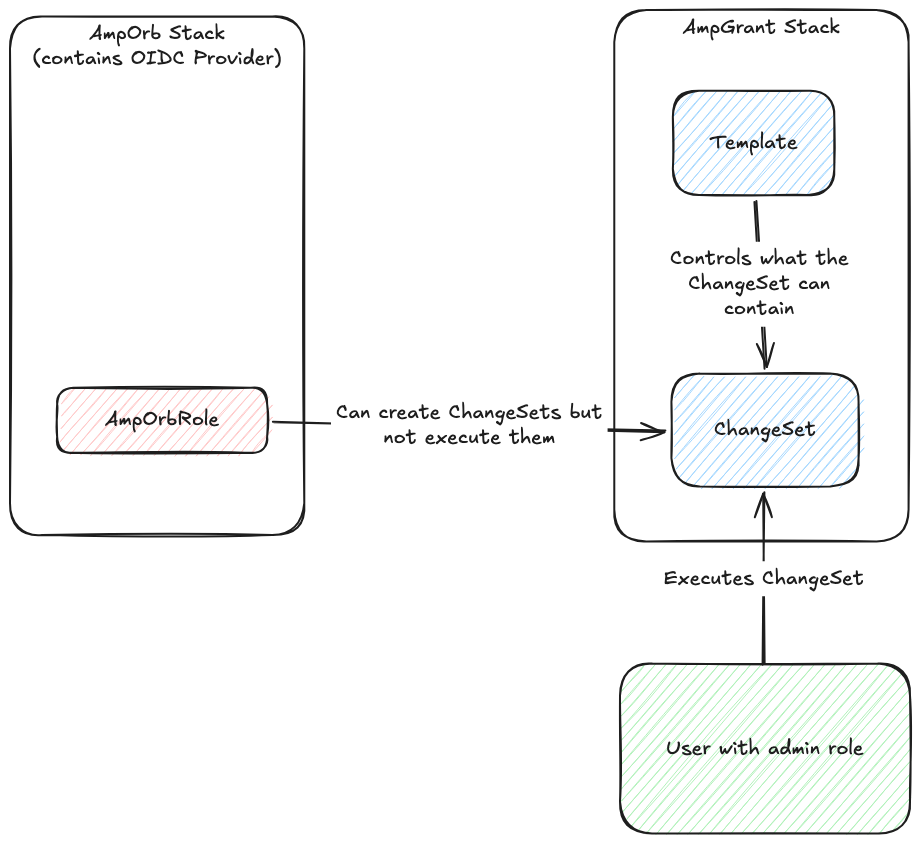 AmpOrb Stack
(contains OIDC Provider)
AmpGrant Stack
Template
Controls what the
ChangeSet can
contain
AmpOrbRole
Can create ChangeSets but
not execute them
ChangeSet
Executes ChangeSet
User with admin role